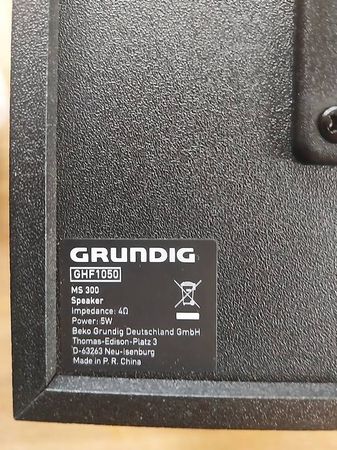 GRUNDIG
GHF1050
MS 300
Speaker
Impedance: 4Ω
Power: 5W
Beko Grundig Deutschland GmbH
Thomas-Edison-Platz 3
D-63263 Neu-Isenburg
Made in P. R. China